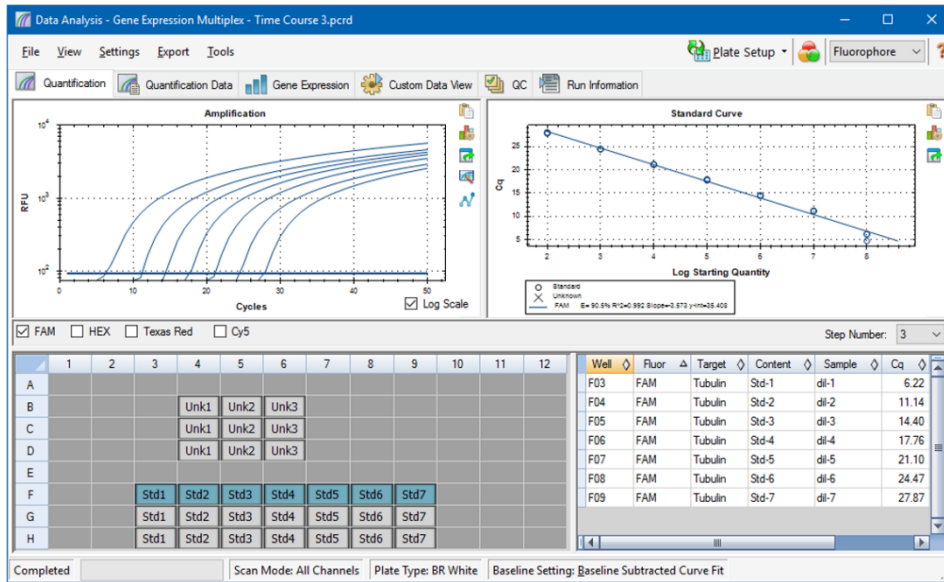 Data Analysis - Gene Expression Multiplex - Time Course 3.pcrd
File View Settings Export Tools Plate Setup Fluorophore ?
Quantification Quantification Data Gene Expression Custom Data View QC Run Information
Amplification
10^4
10^3
10^2
RFU
0 10 20 30 40 50
Cycles
Log Scale
Standard Curve
25
20
15
10
5
Cq
2 3 4 5 6 7 8
Log Starting Quantity
Standard
Unknown
FAM E= 90.5% R^2=0.992 Slope=-3.573 y-int=35.403
FAM HEX Texas Red Cy5 Step Number: 3
1 2 3 4 5 6 7 8 9 10 11 12
A
B Unk1 Unk2 Unk3
C Unk1 Unk2 Unk3
D Unk1 Unk2 Unk3
E
F Std1 Std2 Std3 Std4 Std5 Std6 Std7
G Std1 Std2 Std3 Std4 Std5 Std6 Std7
H Std1 Std2 Std3 Std4 Std5 Std6 Std7
Well Fluor Target Content Sample Cq
F03 FAM Tubulin Std-1 dil-1 6.22
F04 FAM Tubulin Std-2 dil-2 11.14
F05 FAM Tubulin Std-3 dil-3 14.40
F06 FAM Tubulin Std-4 dil-4 17.76
F07 FAM Tubulin Std-5 dil-5 21.10
F08 FAM Tubulin Std-6 dil-6 24.47
F09 FAM Tubulin Std-7 dil-7 27.87
Completed Scan Mode: All Channels Plate Type: BR White Baseline Setting: Baseline Subtracted Curve Fit